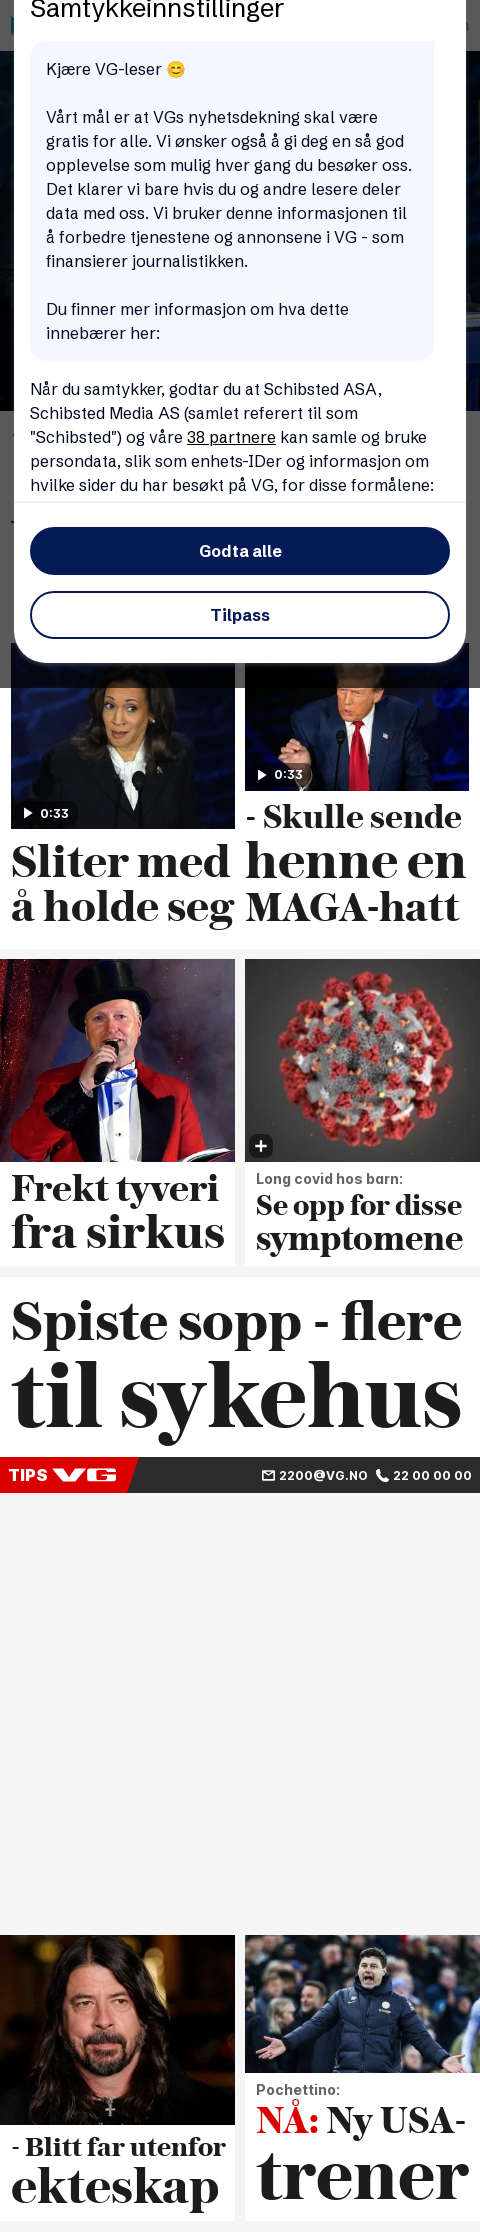 Samtykkeinnstillinger
Kjære VG-leser 😊
Vårt mål er at VGs nyhetsdekning skal være
gratis for alle. Vi ønsker også å gi deg en så god
opplevelse som mulig hver gang du besøker oss.
Det klarer vi bare hvis du og andre lesere deler
data med oss. Vi bruker denne informasjonen til
å forbedre tjenestene og annonsene i VG - som
finansierer journalistikken.
Du finner mer informasjon om hva dette
innebærer her:
Når du samtykker, godtar du at Schibsted ASA,
Schibsted Media AS (samlet referert til som
"Schibsted") og våre 38 partnere kan samle og bruke
persondata, slik som enhets-IDer og informasjon om
hvilke sider du har besøkt på VG, for disse formålene:
Godta alle
Tilpass
0:33
Sliter med
å holde seg
0:33
- Skulle sende
henne en
MAGA-hatt
Frekt tyveri
fra sirkus
Long covid hos barn:
Se opp for disse
symptomene
Spiste sopp - flere
til sykehus
TIPS VG 2200@VG.NO 22 00 00 00
- Blitt far utenfor
ekteskap
Pochettino:
NÅ: Ny USA-
trener